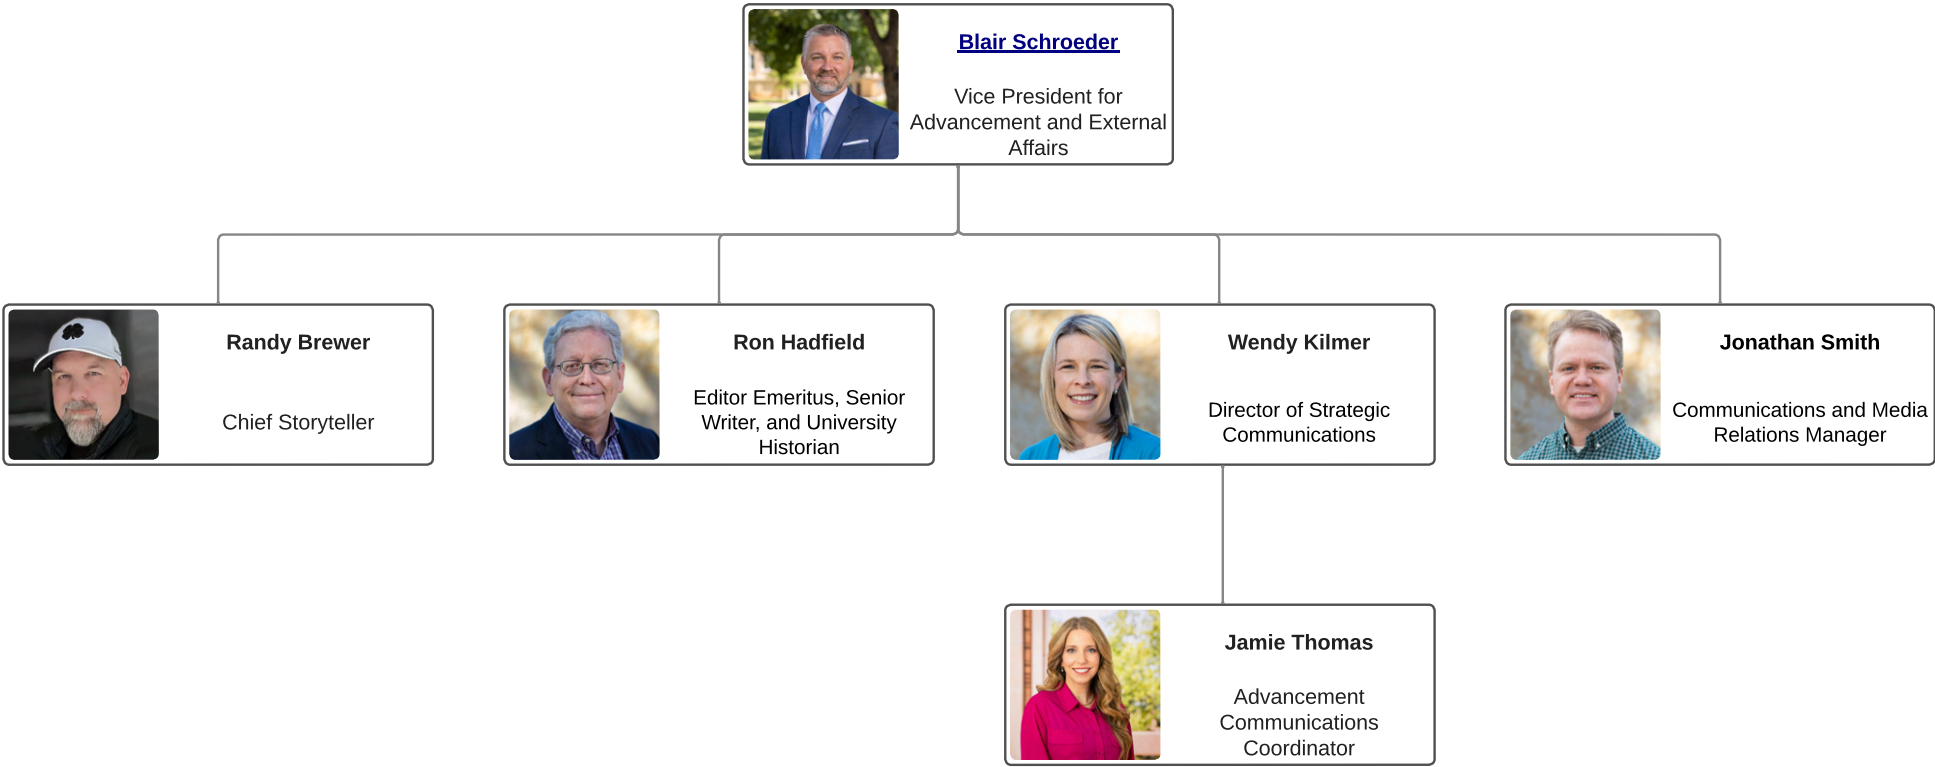 Blair Schroeder
Vice President for
Advancement and External
Affairs
Randy Brewer
Chief Storyteller
Ron Hadfield
Editor Emeritus, Senior
Writer, and University
Historian
Wendy Kilmer
Director of Strategic
Communications
Jonathan Smith
Communications and Media
Relations Manager
Jamie Thomas
Advancement
Communications
Coordinator